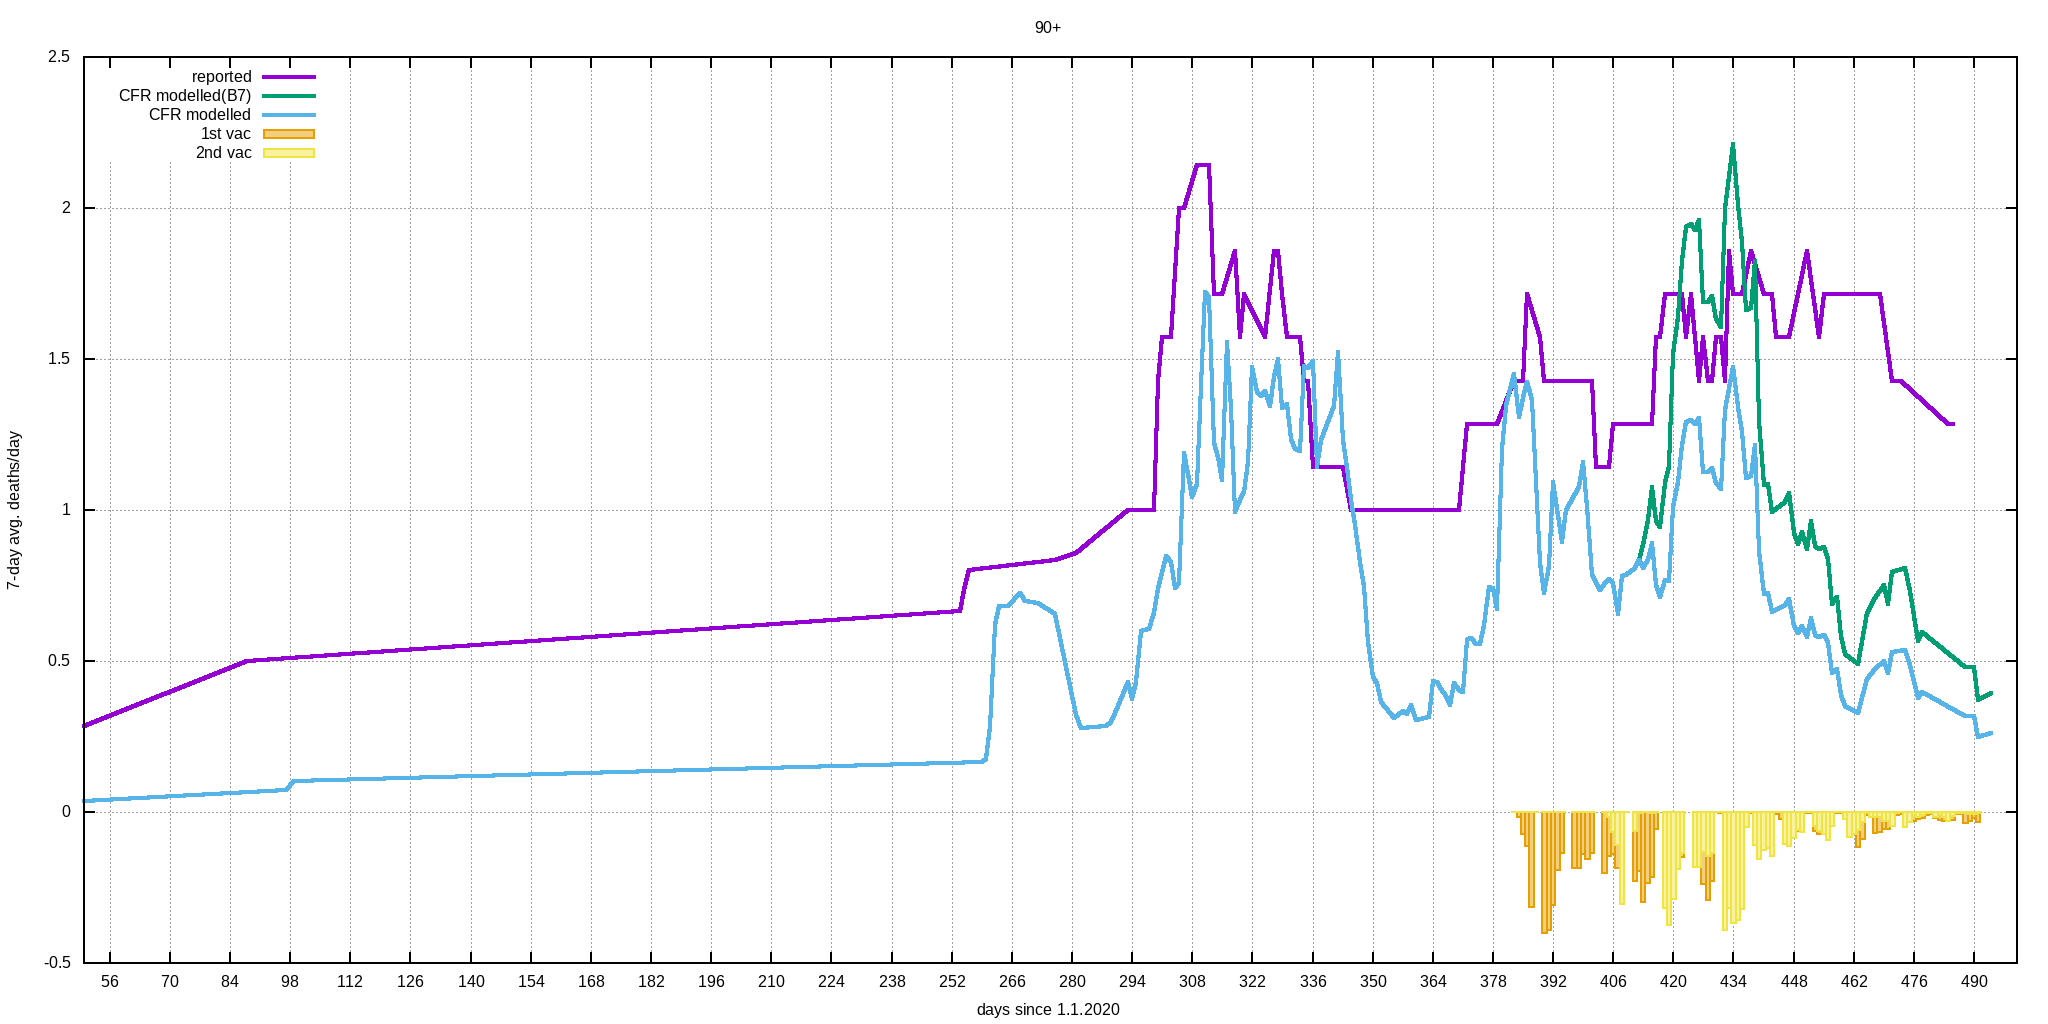 90+
2.5
2
1.5
1
0.5
0
-0.5
7-day avg. deaths/day
reported
CFR modelled(B7)
CFR modelled
1st vac
2nd vac
56 70 84 98 112 126 140 154 168 182 196 210 224 238 252 266 280 294 308 322 336 350 364 378 392 406 420 434 448 462 476 490
days since 1.1.2020